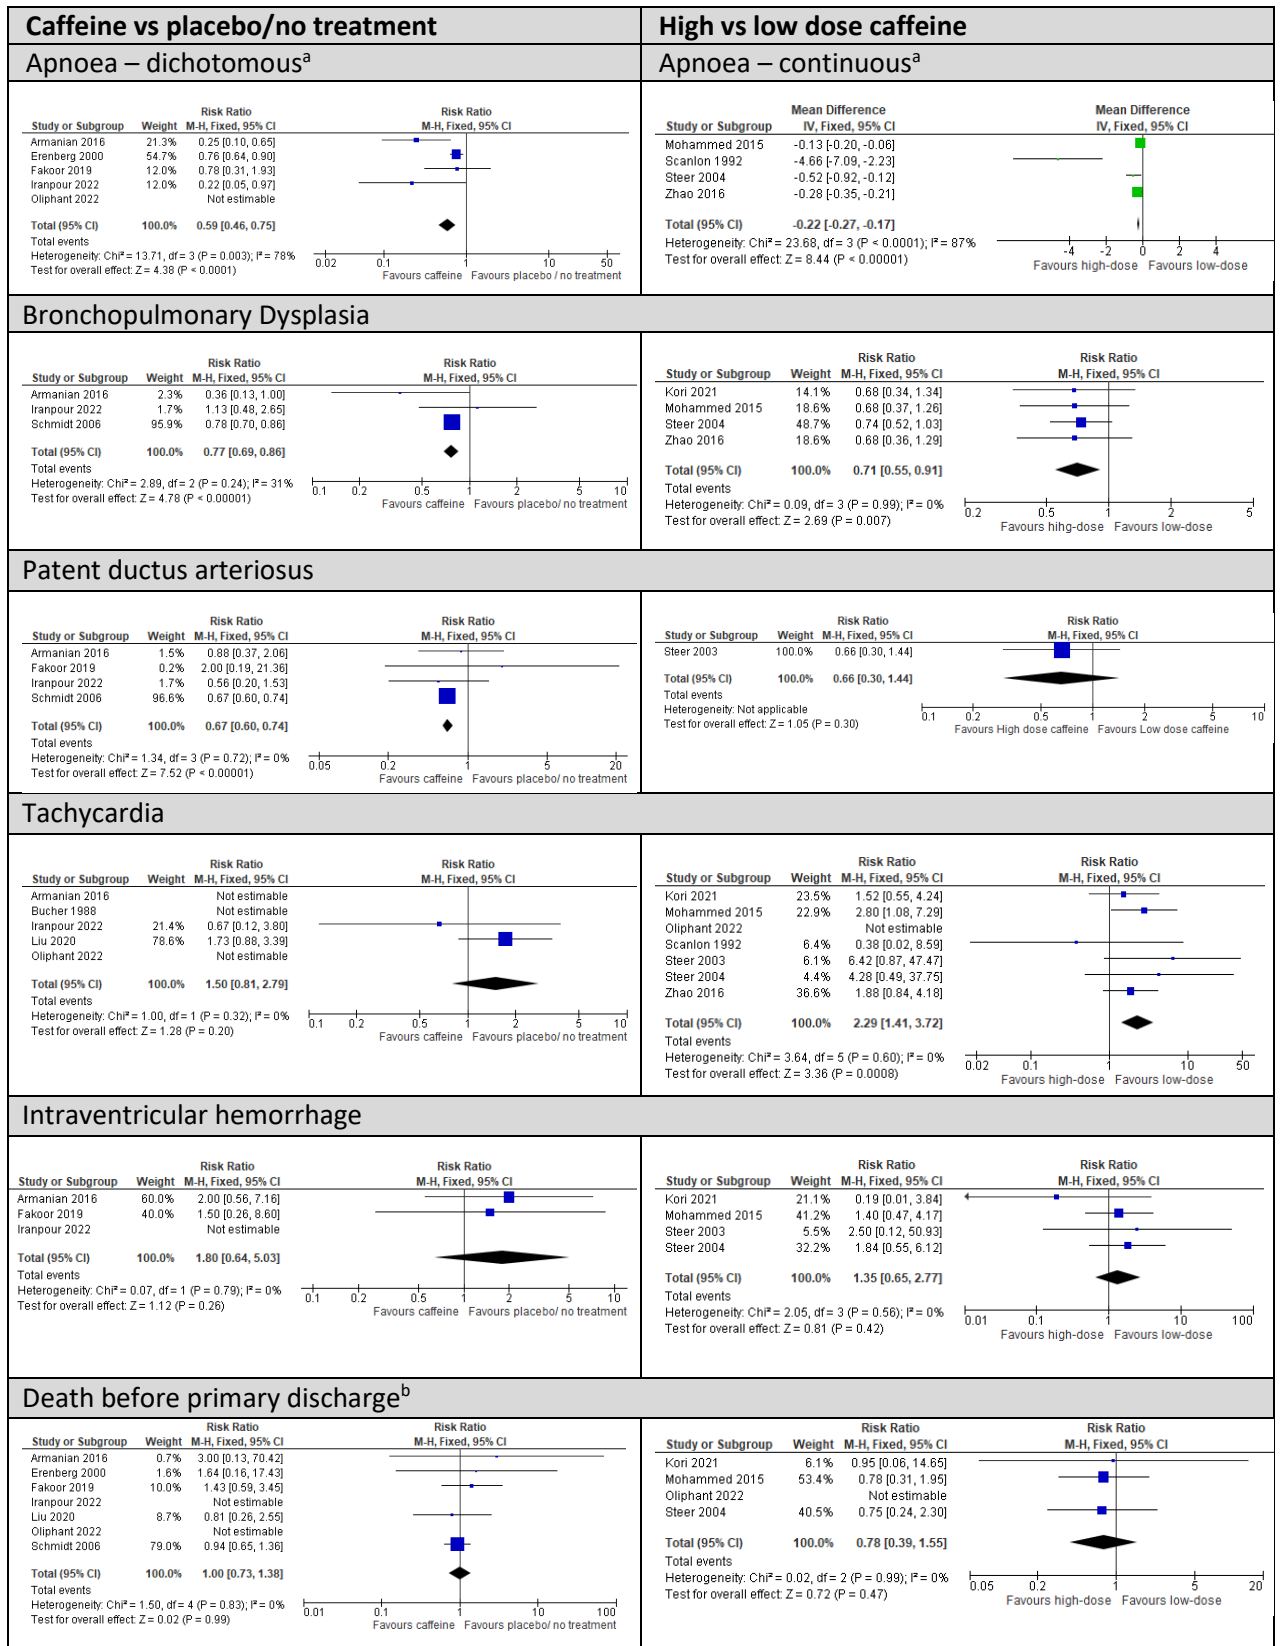 Caffeine vs placebo/no treatment
High vs low dose caffeine
Apnoea – dichotomousᵃ
Apnoea – continuousᵃ
Risk Ratio Risk Ratio
Study or Subgroup Weight M-H, Fixed, 95% CI M-H, Fixed, 95% CI
Armanian 2016 21.3% 0.25 [0.10, 0.65]
Erenberg 2000 54.7% 0.76 [0.64, 0.90]
Fakoor 2019 12.0% 0.78 [0.31, 1.93]
Iranpour 2022 12.0% 0.22 [0.05, 0.97]
Oliphant 2022 Not estimable
Total (95% CI) 100.0% 0.59 [0.46, 0.75]
Total events
Heterogeneity: Chi² = 13.71, df = 3 (P = 0.003); I² = 78%
Test for overall effect: Z = 4.38 (P < 0.0001)
0.02 0.1 1 10 50
Favours caffeine Favours placebo / no treatment
Mean Difference Mean Difference
Study or Subgroup IV, Fixed, 95% CI IV, Fixed, 95% CI
Mohammed 2015 -0.13 [-0.20, -0.06]
Scanlon 1992 -4.66 [-7.09, -2.23]
Steer 2004 -0.52 [-0.92, -0.12]
Zhao 2016 -0.28 [-0.35, -0.21]
Total (95% CI) -0.22 [-0.27, -0.17]
Heterogeneity: Chi² = 23.68, df = 3 (P < 0.0001); I² = 87%
Test for overall effect: Z = 8.44 (P < 0.00001)
-4 -2 0 2 4
Favours high-dose Favours low-dose
Bronchopulmonary Dysplasia
Risk Ratio Risk Ratio
Study or Subgroup Weight M-H, Fixed, 95% CI M-H, Fixed, 95% CI
Armanian 2016 2.3% 0.36 [0.13, 1.00]
Iranpour 2022 1.7% 1.13 [0.48, 2.65]
Schmidt 2006 95.9% 0.78 [0.70, 0.86]
Total (95% CI) 100.0% 0.77 [0.69, 0.86]
Total events
Heterogeneity: Chi² = 2.89, df = 2 (P = 0.24); I² = 31%
Test for overall effect: Z = 4.78 (P < 0.00001)
0.1 0.2 0.5 1 2 5 10
Favours caffeine Favours placebo/ no treatment
Risk Ratio Risk Ratio
Study or Subgroup Weight M-H, Fixed, 95% CI M-H, Fixed, 95% CI
Kori 2021 14.1% 0.68 [0.34, 1.34]
Mohammed 2015 18.6% 0.68 [0.37, 1.26]
Steer 2004 48.7% 0.74 [0.52, 1.03]
Zhao 2016 18.6% 0.68 [0.36, 1.29]
Total (95% CI) 100.0% 0.71 [0.55, 0.91]
Total events
Heterogeneity: Chi² = 0.09, df = 3 (P = 0.99); I² = 0%
Test for overall effect: Z = 2.69 (P = 0.007)
0.2 0.5 1 2 5
Favours hihg-dose Favours low-dose
Patent ductus arteriosus
Risk Ratio Risk Ratio
Study or Subgroup Weight M-H, Fixed, 95% CI M-H, Fixed, 95% CI
Armanian 2016 1.5% 0.88 [0.37, 2.06]
Fakoor 2019 0.2% 2.00 [0.19, 21.36]
Iranpour 2022 1.7% 0.56 [0.20, 1.53]
Schmidt 2006 96.6% 0.67 [0.60, 0.74]
Total (95% CI) 100.0% 0.67 [0.60, 0.74]
Total events
Heterogeneity: Chi² = 1.34, df = 3 (P = 0.72); I² = 0%
Test for overall effect: Z = 7.52 (P < 0.00001)
0.05 0.2 1 5 20
Favours caffeine Favours placebo/ no treatment
Risk Ratio Risk Ratio
Study or Subgroup Weight M-H, Fixed, 95% CI M-H, Fixed, 95% CI
Steer 2003 100.0% 0.66 [0.30, 1.44]
Total (95% CI) 100.0% 0.66 [0.30, 1.44]
Total events
Heterogeneity: Not applicable
Test for overall effect: Z = 1.05 (P = 0.30)
0.1 0.2 0.5 1 2 5 10
Favours High dose caffeine Favours Low dose caffeine
Tachycardia
Risk Ratio Risk Ratio
Study or Subgroup Weight M-H, Fixed, 95% CI M-H, Fixed, 95% CI
Armanian 2016 Not estimable
Bucher 1988 Not estimable
Iranpour 2022 21.4% 0.67 [0.12, 3.80]
Liu 2020 78.6% 1.73 [0.88, 3.39]
Oliphant 2022 Not estimable
Total (95% CI) 100.0% 1.50 [0.81, 2.79]
Total events
Heterogeneity: Chi² = 1.00, df = 1 (P = 0.32); I² = 0%
Test for overall effect: Z = 1.28 (P = 0.20)
0.1 0.2 0.5 1 2 5 10
Favours caffeine Favours placebo/ no treatment
Risk Ratio Risk Ratio
Study or Subgroup Weight M-H, Fixed, 95% CI M-H, Fixed, 95% CI
Kori 2021 23.5% 1.52 [0.55, 4.24]
Mohammed 2015 22.9% 2.80 [1.08, 7.29]
Oliphant 2022 Not estimable
Scanlon 1992 6.4% 0.38 [0.02, 8.59]
Steer 2003 6.1% 6.42 [0.87, 47.47]
Steer 2004 4.4% 4.28 [0.49, 37.75]
Zhao 2016 36.6% 1.88 [0.84, 4.18]
Total (95% CI) 100.0% 2.29 [1.41, 3.72]
Total events
Heterogeneity: Chi² = 3.64, df = 5 (P = 0.60); I² = 0%
Test for overall effect: Z = 3.36 (P = 0.0008)
0.02 0.1 1 10 50
Favours high-dose Favours low-dose
Intraventricular hemorrhage
Risk Ratio Risk Ratio
Study or Subgroup Weight M-H, Fixed, 95% CI M-H, Fixed, 95% CI
Armanian 2016 60.0% 2.00 [0.56, 7.16]
Fakoor 2019 40.0% 1.50 [0.26, 8.60]
Iranpour 2022 Not estimable
Total (95% CI) 100.0% 1.80 [0.64, 5.03]
Total events
Heterogeneity: Chi² = 0.07, df = 1 (P = 0.79); I² = 0%
Test for overall effect: Z = 1.12 (P = 0.26)
0.1 0.2 0.5 1 2 5 10
Favours caffeine Favours placebo/ no treatment
Risk Ratio Risk Ratio
Study or Subgroup Weight M-H, Fixed, 95% CI M-H, Fixed, 95% CI
Kori 2021 21.1% 0.19 [0.01, 3.84]
Mohammed 2015 41.2% 1.40 [0.47, 4.17]
Steer 2003 5.5% 2.50 [0.12, 50.93]
Steer 2004 32.2% 1.84 [0.55, 6.12]
Total (95% CI) 100.0% 1.35 [0.65, 2.77]
Total events
Heterogeneity: Chi² = 2.05, df = 3 (P = 0.56); I² = 0%
Test for overall effect: Z = 0.81 (P = 0.42)
0.01 0.1 1 10 100
Favours high-dose Favours low-dose
Death before primary dischargeᵇ
Risk Ratio Risk Ratio
Study or Subgroup Weight M-H, Fixed, 95% CI M-H, Fixed, 95% CI
Armanian 2016 0.7% 3.00 [0.13, 70.42]
Erenberg 2000 1.6% 1.64 [0.16, 17.43]
Fakoor 2019 10.0% 1.43 [0.59, 3.45]
Iranpour 2022 Not estimable
Liu 2020 8.7% 0.81 [0.26, 2.55]
Oliphant 2022 Not estimable
Schmidt 2006 79.0% 0.94 [0.65, 1.36]
Total (95% CI) 100.0% 1.00 [0.73, 1.38]
Total events
Heterogeneity: Chi² = 1.50, df = 4 (P = 0.83); I² = 0%
Test for overall effect: Z = 0.02 (P = 0.99)
0.01 0.1 1 10 100
Favours caffeine Favours placebo/ no treatment
Risk Ratio Risk Ratio
Study or Subgroup Weight M-H, Fixed, 95% CI M-H, Fixed, 95% CI
Kori 2021 6.1% 0.95 [0.06, 14.65]
Mohammed 2015 53.4% 0.78 [0.31, 1.95]
Oliphant 2022 Not estimable
Steer 2004 40.5% 0.75 [0.24, 2.30]
Total (95% CI) 100.0% 0.78 [0.39, 1.55]
Total events
Heterogeneity: Chi² = 0.02, df = 2 (P = 0.99); I² = 0%
Test for overall effect: Z = 0.72 (P = 0.47)
0.05 0.2 1 5 20
Favours high-dose Favours low-dose